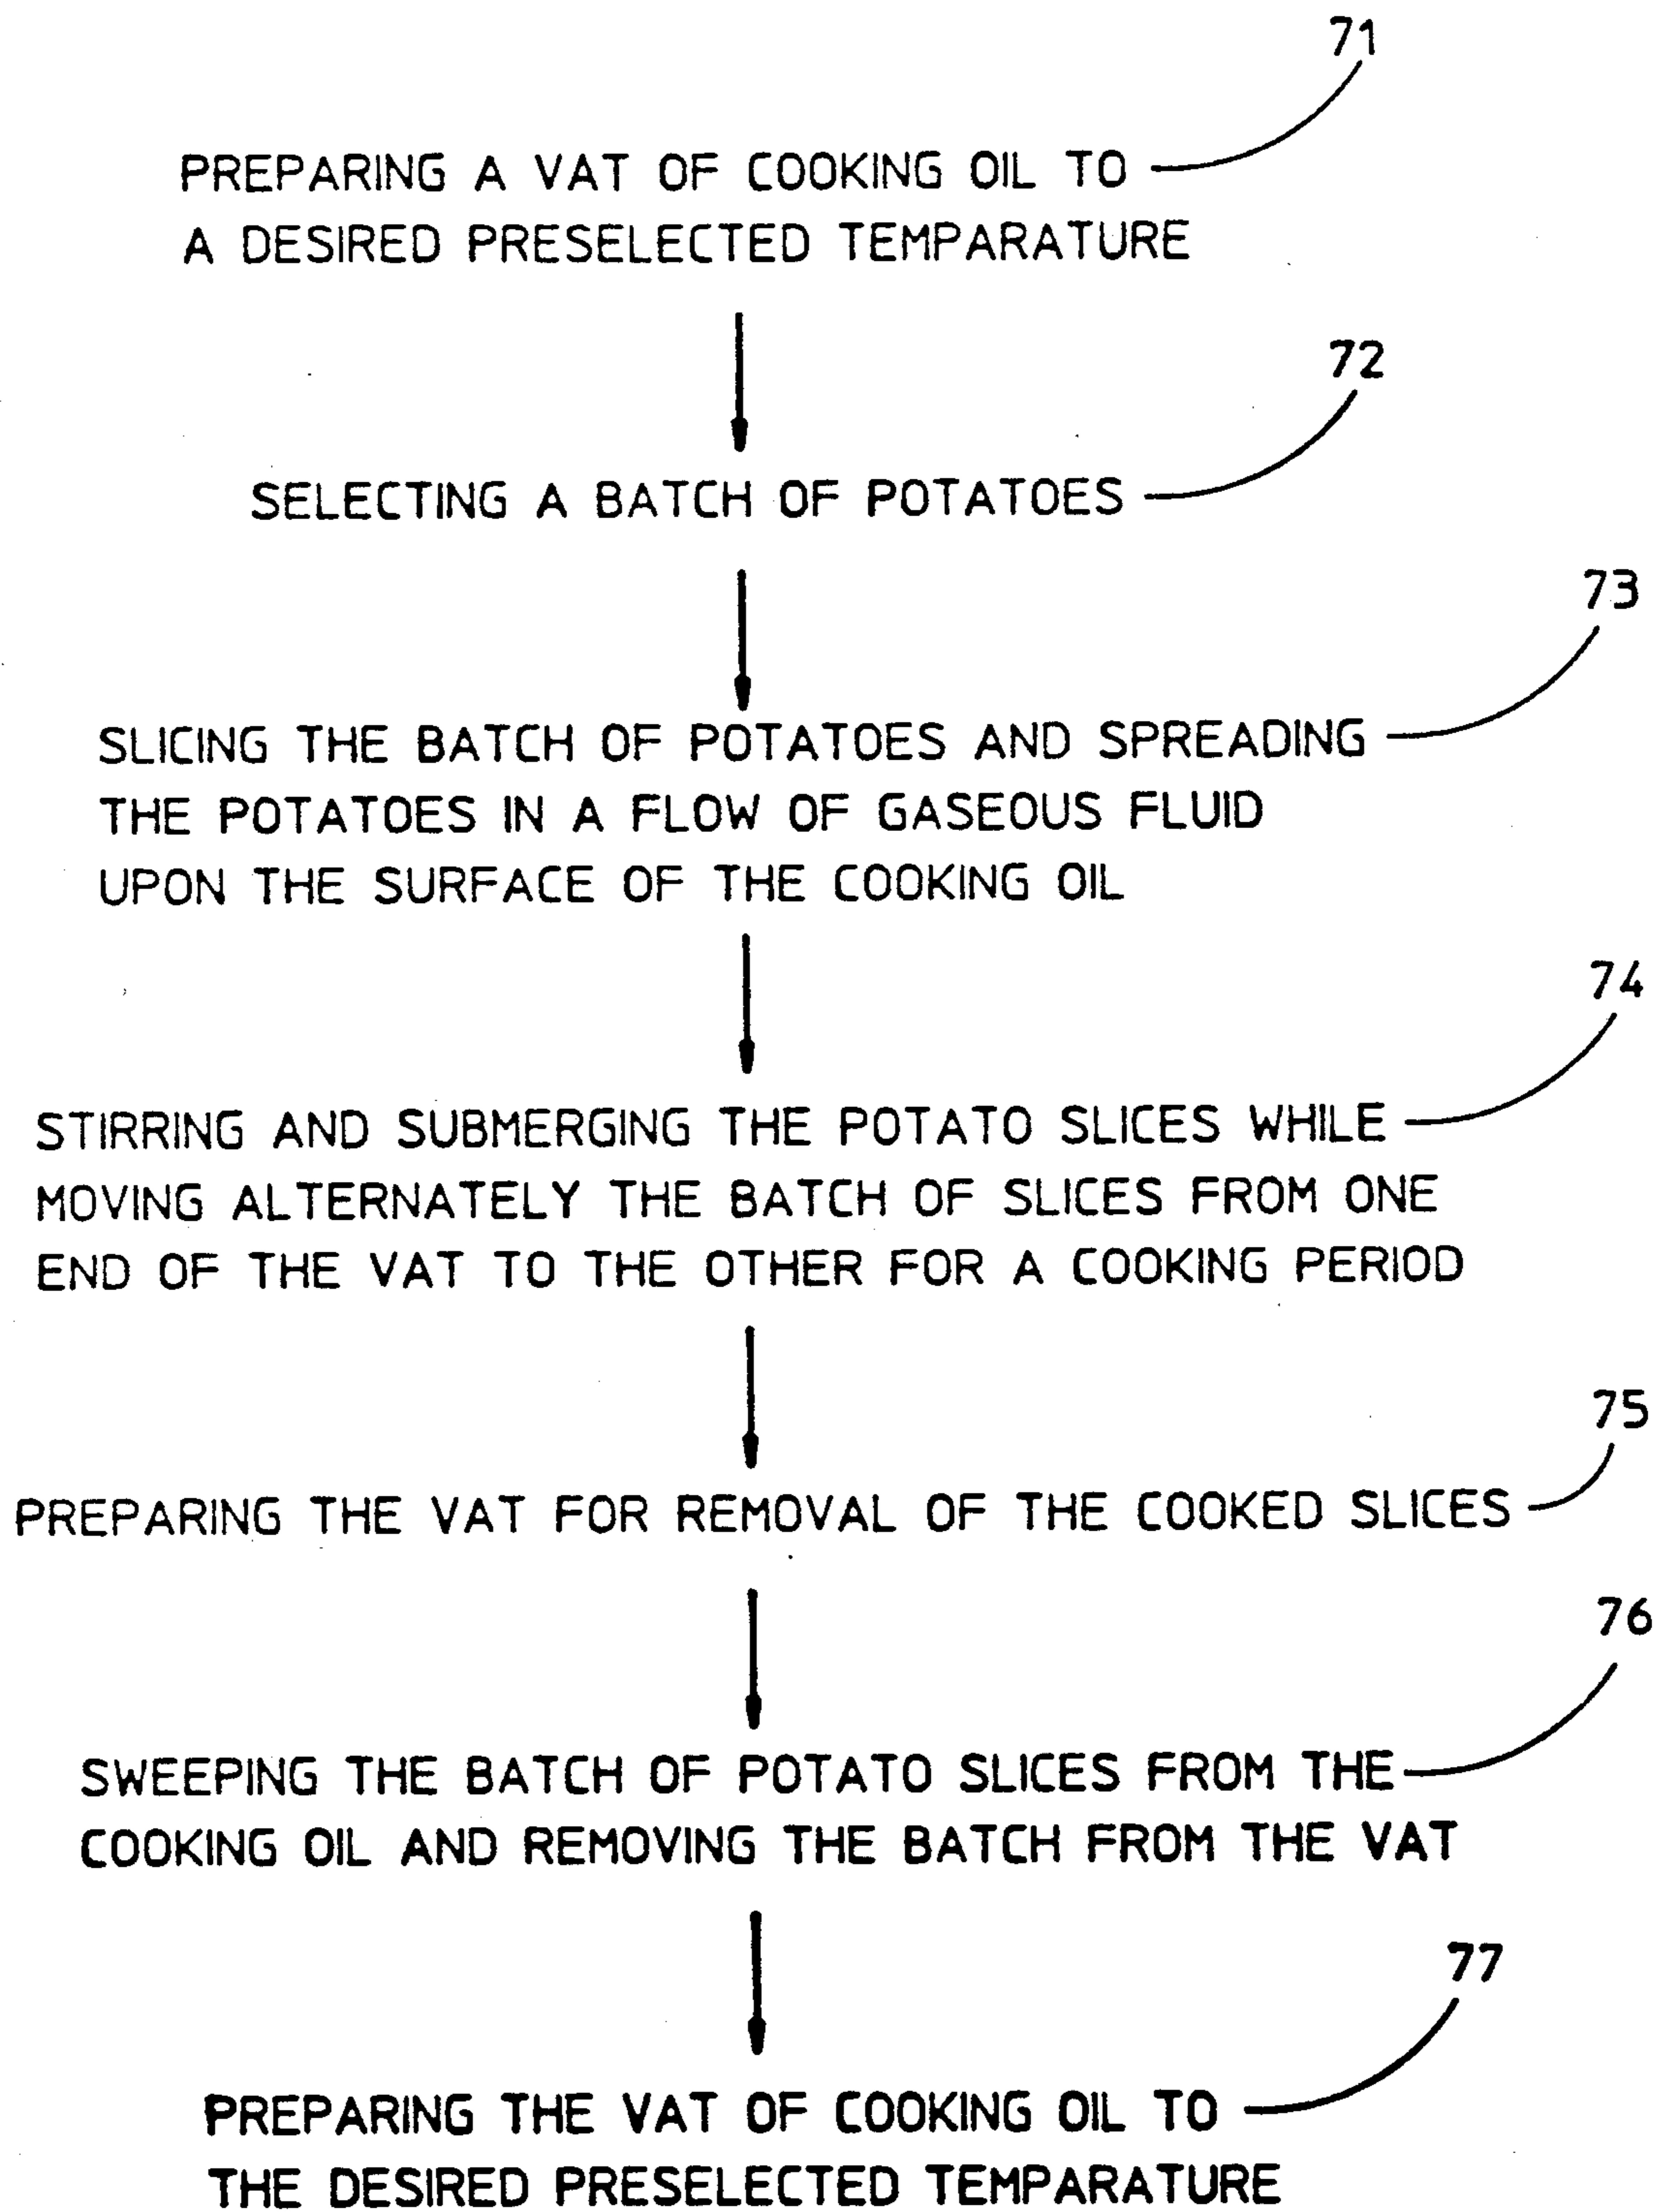 71
PREPARING A VAT OF COOKING OIL TO
A DESIRED PRESELECTED TEMPARATURE
72
SELECTING A BATCH OF POTATOES
73
SLICING THE BATCH OF POTATOES AND SPREADING
THE POTATOES IN A FLOW OF GASEOUS FLUID
UPON THE SURFACE OF THE COOKING OIL
74
STIRRING AND SUBMERGING THE POTATO SLICES WHILE
MOVING ALTERNATELY THE BATCH OF SLICES FROM ONE
END OF THE VAT TO THE OTHER FOR A COOKING PERIOD
75
PREPARING THE VAT FOR REMOVAL OF THE COOKED SLICES
76
SWEEPING THE BATCH OF POTATO SLICES FROM THE
COOKING OIL AND REMOVING THE BATCH FROM THE VAT
77
PREPARING THE VAT OF COOKING OIL TO
THE DESIRED PRESELECTED TEMPARATURE